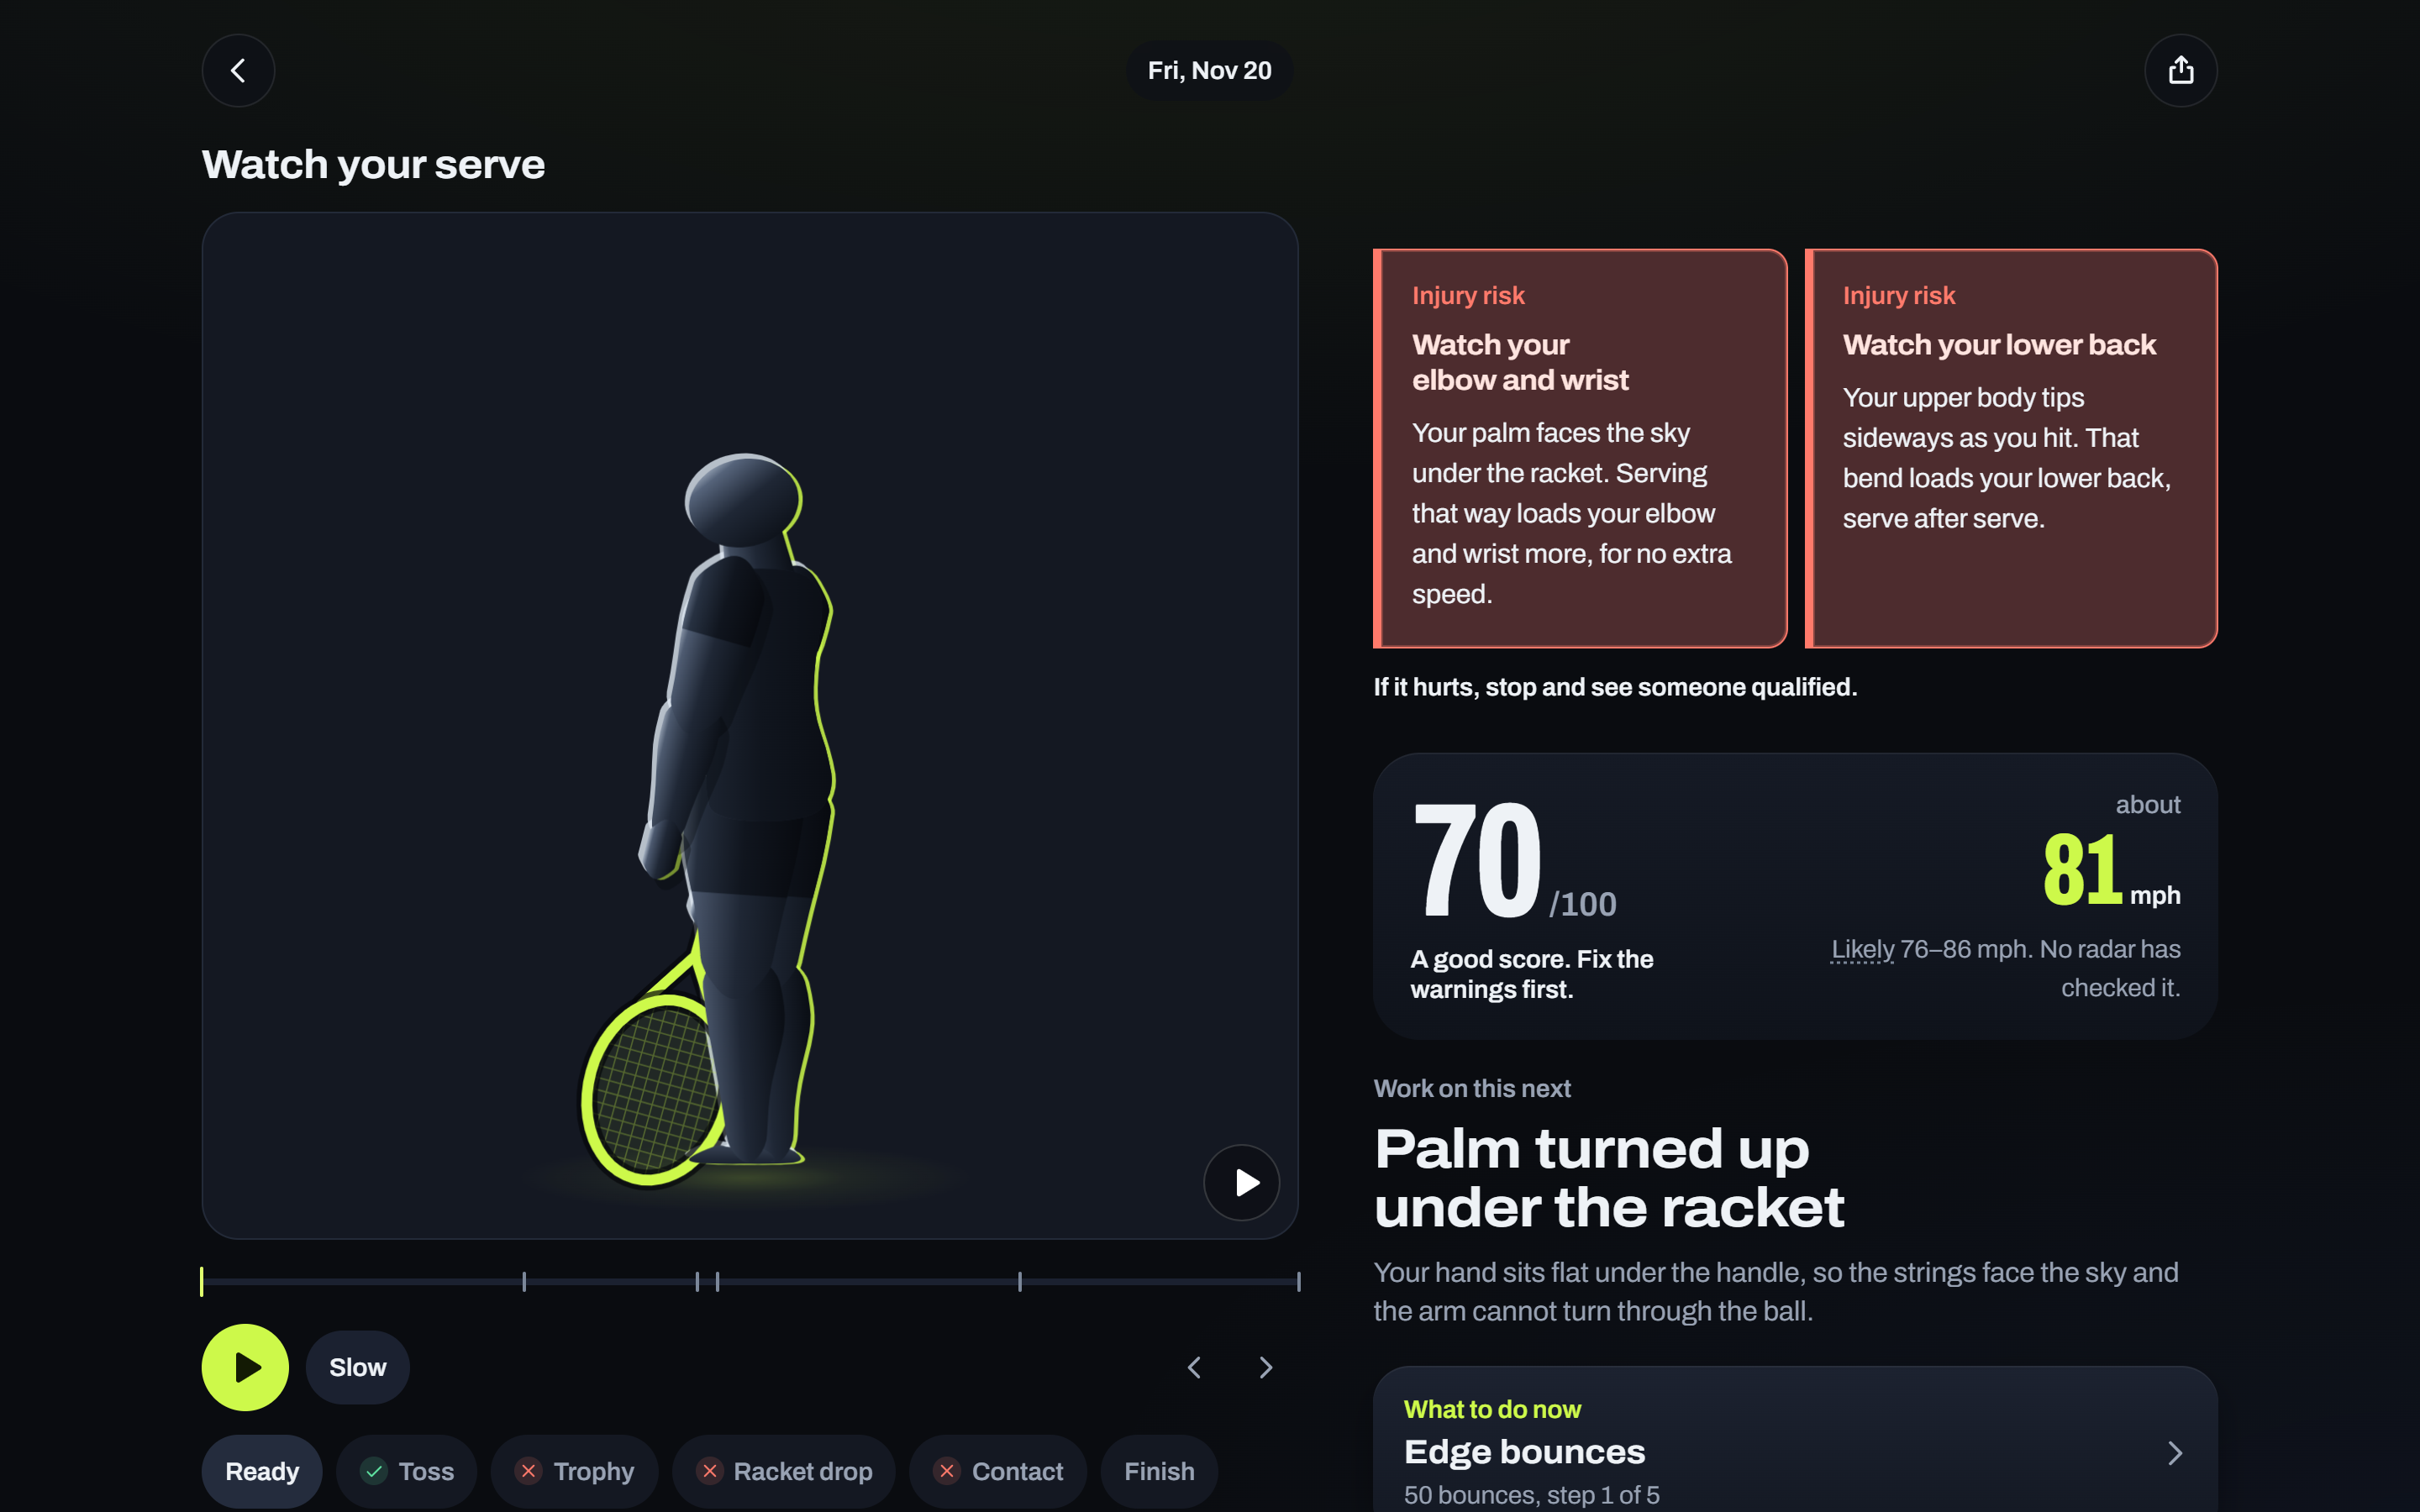 Fri, Nov 20
Watch your serve
Injury risk
Watch your
elbow and wrist
Your palm faces the sky
under the racket. Serving
that way loads your elbow
and wrist more, for no extra
speed.
Injury risk
Watch your lower back
Your upper body tips
sideways as you hit. That
bend loads your lower back,
serve after serve.
If it hurts, stop and see someone qualified.
70/100
A good score. Fix the
warnings first.
about
81 mph
Likely 76–86 mph. No radar has
checked it.
Work on this next
Palm turned up
under the racket
Your hand sits flat under the handle, so the strings face the sky and
the arm cannot turn through the ball.
What to do now
Edge bounces
50 bounces, step 1 of 5
Slow
Ready Toss Trophy Racket drop Contact Finish